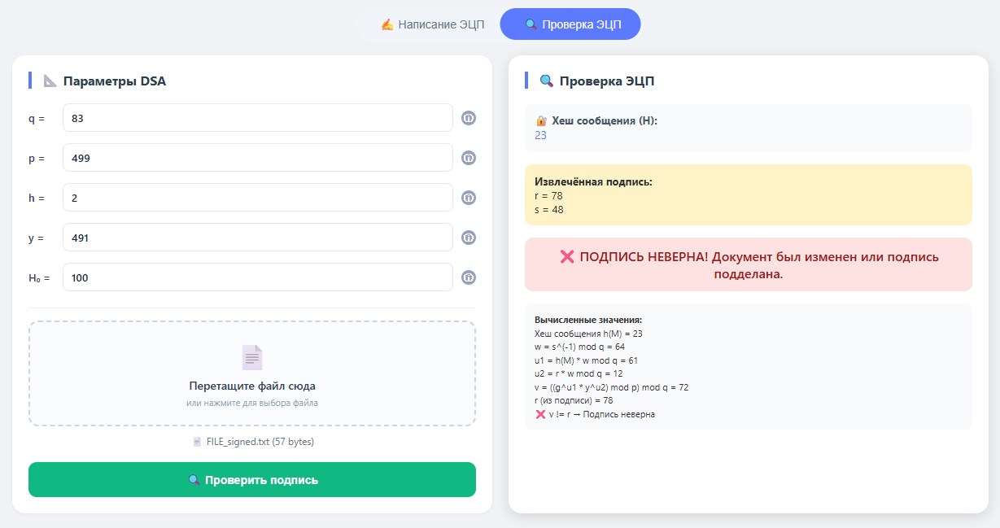 ✍️ Написание ЭЦП
🔍 Проверка ЭЦП
📐 Параметры DSA
q = 83
p = 499
h = 2
y = 491
H₀ = 100
Перетащите файл сюда
или нажмите для выбора файла
FILE_signed.txt (57 bytes)
🔍 Проверить подпись
🔍 Проверка ЭЦП
🔐 Хеш сообщения (H):
23
Извлечённая подпись:
r = 78
s = 48
❌ ПОДПИСЬ НЕВЕРНА! Документ был изменен или подпись
подделана.
Вычисленные значения:
Хеш сообщения h(M) = 23
w = s^(-1) mod q = 64
u1 = h(M) * w mod q = 61
u2 = r * w mod q = 12
v = ((g^u1 * y^u2) mod p) mod q = 72
r (из подписи) = 78
❌ v != r → Подпись неверна